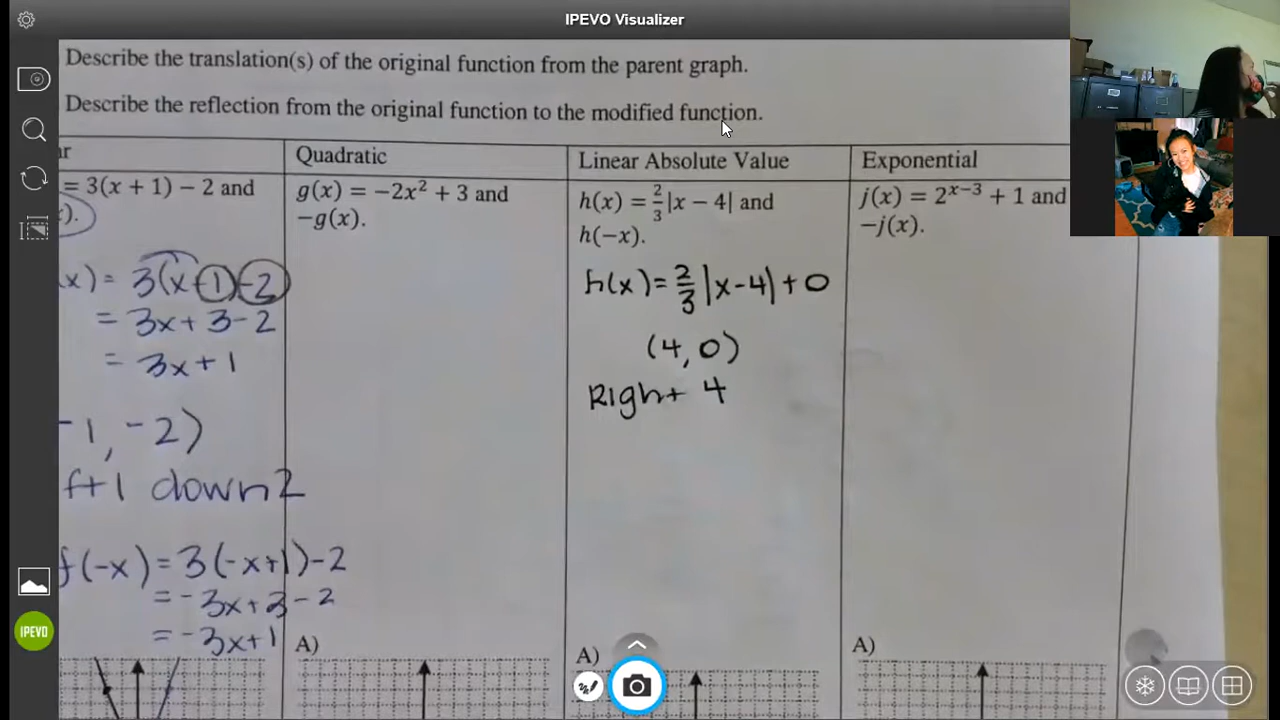 IPEVO Visualizer
Describe the translation(s) of the original function from the parent graph.
Describe the reflection from the original function to the modified function.
ar
= 3(x + 1) − 2 and
).
(x) = 3(x+1)-2
= 3x+3-2
= 3x+1
-1, -2)
ft 1 down 2
f(-x) = 3(-x+1)-2
= -3x+3-2
= -3x+1
Quadratic
g(x) = −2x² + 3 and
−g(x).
A)
Linear Absolute Value
h(x) = 2/3|x − 4| and
h(−x).
h(x) = 2/3|x-4|+0
(4, 0)
Right 4
A)
Exponential
j(x) = 2^{x−3} + 1 and
−j(x).
A)
IPEVO